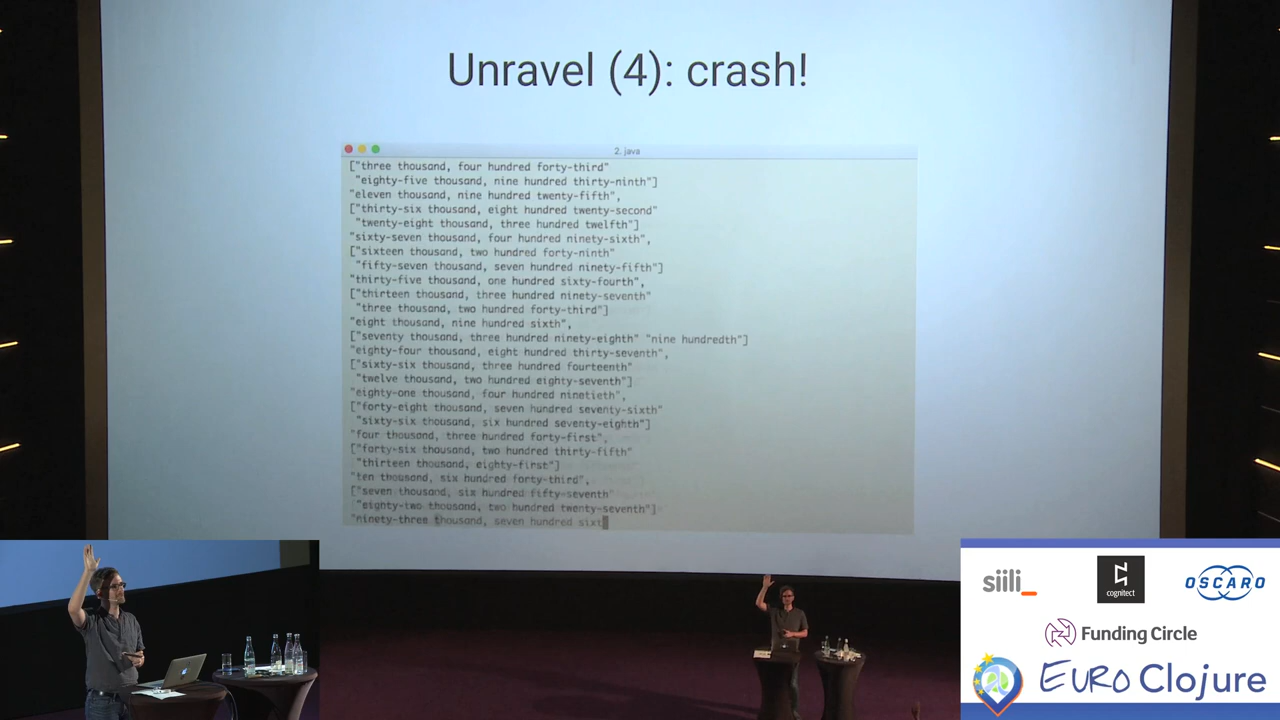 Unravel (4): crash!
2. java
["three thousand, four hundred forty-third"
"eighty-five thousand, nine hundred thirty-ninth"]
"eleven thousand, nine hundred twenty-fifth",
["thirty-six thousand, eight hundred twenty-second"
"twenty-eight thousand, three hundred twelfth"]
"sixty-seven thousand, four hundred ninety-sixth",
["sixteen thousand, two hundred forty-ninth"
"fifty-seven thousand, seven hundred ninety-fifth"]
"thirty-five thousand, one hundred sixty-fourth",
["thirteen thousand, three hundred ninety-seventh"
"three thousand, two hundred forty-third"]
"eight thousand, nine hundred sixth",
["seventy thousand, three hundred ninety-eighth" "nine hundredth"]
"eighty-four thousand, eight hundred thirty-seventh",
["sixty-six thousand, three hundred fourteenth"
"twelve thousand, two hundred eighty-seventh"]
"eighty-one thousand, four hundred ninetieth",
["forty-eight thousand, seven hundred seventy-sixth"
"sixty-six thousand, six hundred seventy-eighth"]
"four thousand, three hundred forty-first",
["forty-six thousand, two hundred thirty-fifth"
"thirteen thousand, eighty-first"]
"ten thousand, six hundred forty-third",
["seven thousand, six hundred fifty-seventh"
"eighty-two thousand, two hundred twenty-seventh"]
"ninety-three thousand, seven hundred sixt
siili_
cognitect
OSCARO
Funding Circle
EURO Clojure